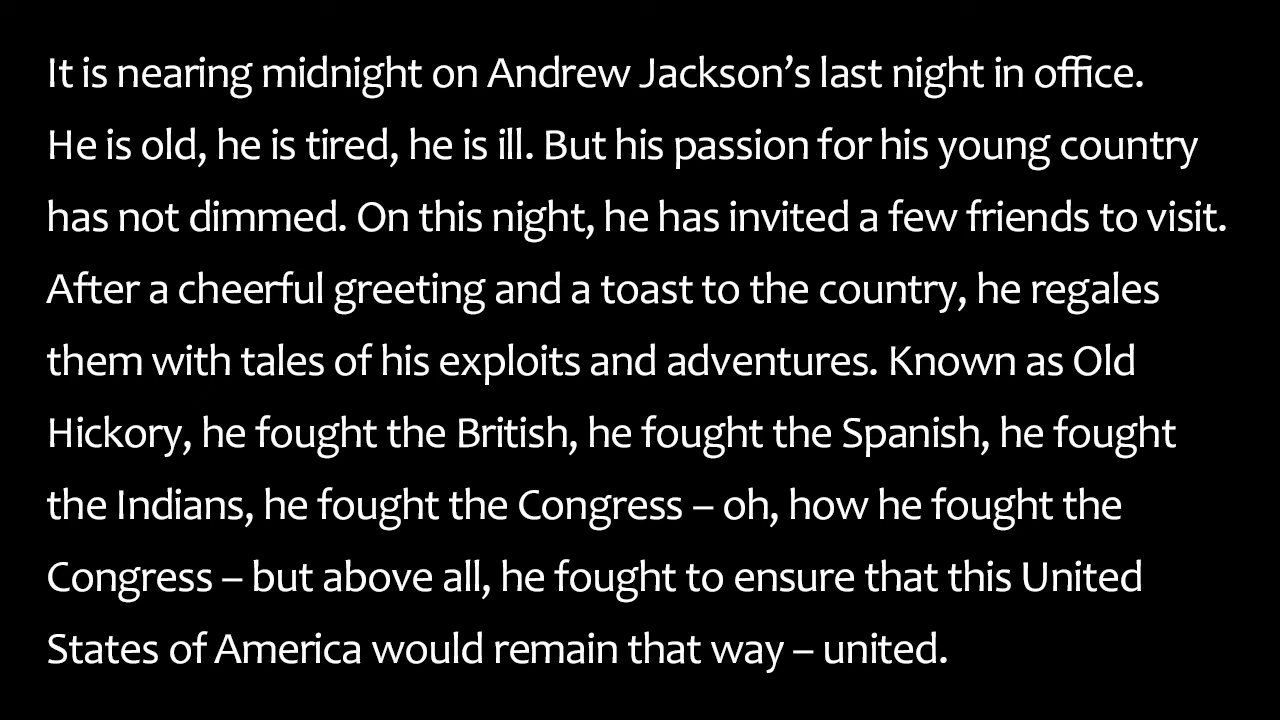 It is nearing midnight on Andrew Jackson’s last night in office.
He is old, he is tired, he is ill. But his passion for his young country
has not dimmed. On this night, he has invited a few friends to visit.
After a cheerful greeting and a toast to the country, he regales
them with tales of his exploits and adventures. Known as Old
Hickory, he fought the British, he fought the Spanish, he fought
the Indians, he fought the Congress – oh, how he fought the
Congress – but above all, he fought to ensure that this United
States of America would remain that way – united.